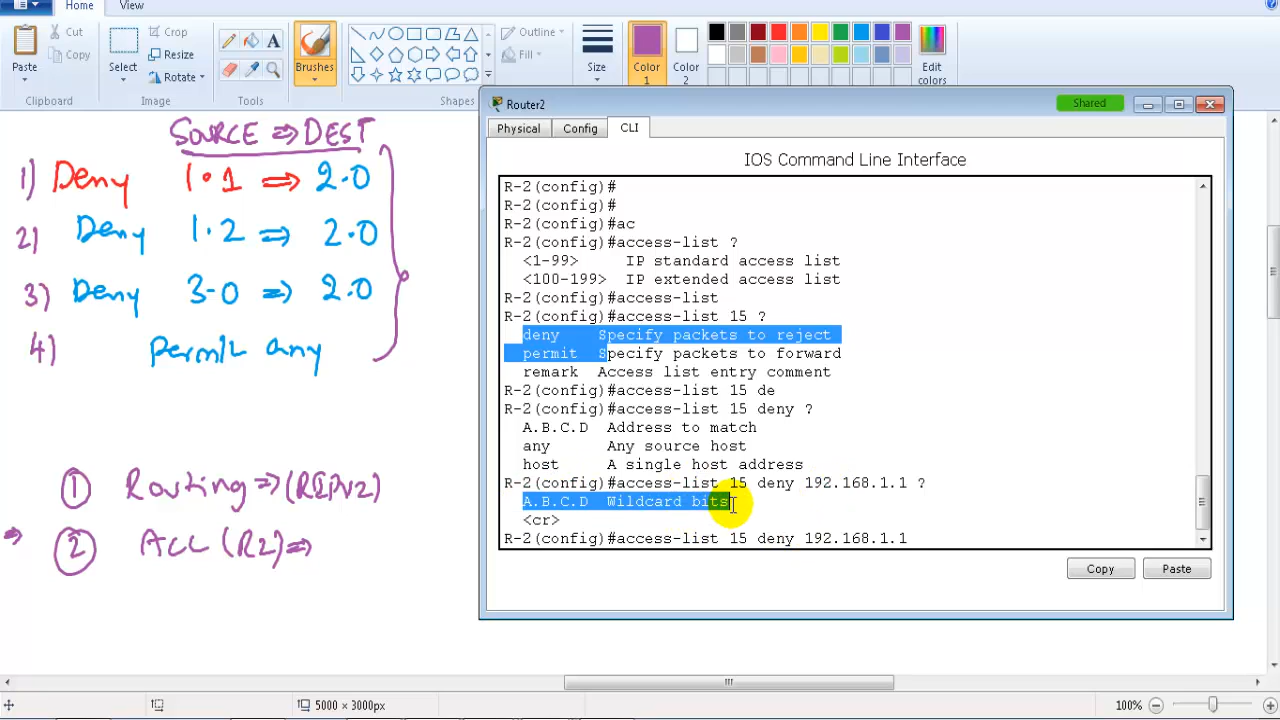 Home View
Paste
Cut
Copy
Clipboard
Select
Crop
Resize
Rotate
Image
Tools
Brushes
Shapes
Outline
Fill
Size
Color 1
Color 2
Edit colors
SOURCE ⇒ DEST
1) Deny 1.1 ⇒ 2.0
2) Deny 1.2 ⇒ 2.0
3) Deny 3.0 ⇒ 2.0
4) permit any
① Routing ⇒ (RIPv2)
⇒ ② ACL (R2) ⇒
Router2
Shared
Physical Config CLI
IOS Command Line Interface
R-2(config)#
R-2(config)#
R-2(config)#ac
R-2(config)#access-list ?
<1-99> IP standard access list
<100-199> IP extended access list
R-2(config)#access-list
R-2(config)#access-list 15 ?
deny Specify packets to reject
permit Specify packets to forward
remark Access list entry comment
R-2(config)#access-list 15 de
R-2(config)#access-list 15 deny ?
A.B.C.D Address to match
any Any source host
host A single host address
R-2(config)#access-list 15 deny 192.168.1.1 ?
A.B.C.D Wildcard bits
<cr>
R-2(config)#access-list 15 deny 192.168.1.1
Copy Paste
5000 × 3000px
100%